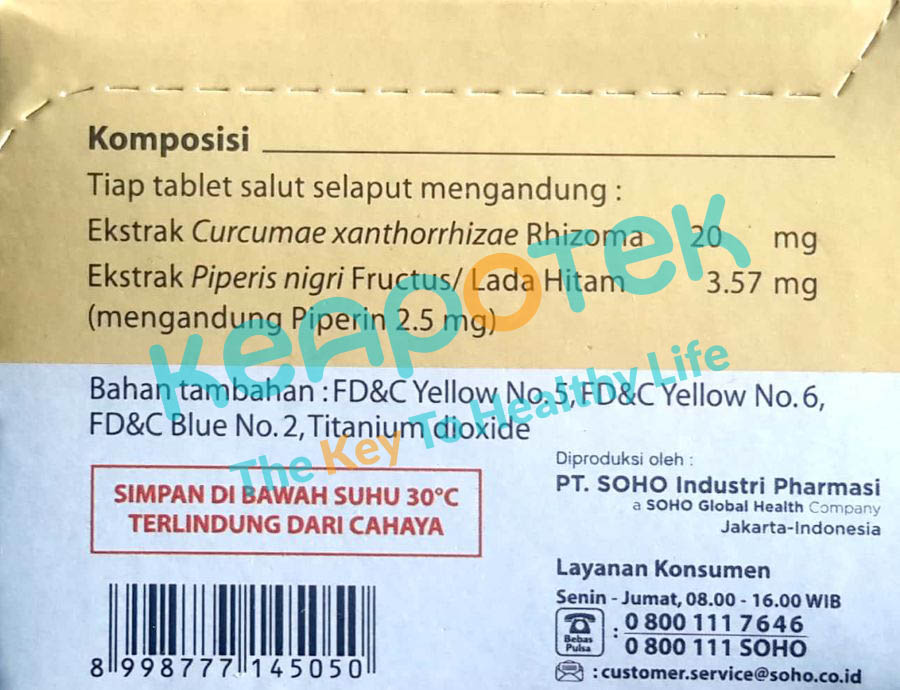 Komposisi
Tiap tablet salut selaput mengandung :
Ekstrak Curcumae xanthorrhizae Rhizoma 20 mg
Ekstrak Piperis nigri Fructus/ Lada Hitam 3.57 mg
(mengandung Piperin 2.5 mg)
KEAPOTEK
The Key To Healthy Life
Bahan tambahan : FD&C Yellow No. 5, FD&C Yellow No. 6,
FD&C Blue No. 2, Titanium dioxide
SIMPAN DI BAWAH SUHU 30°C
TERLINDUNG DARI CAHAYA
Diproduksi oleh :
PT. SOHO Industri Pharmasi
a SOHO Global Health Company
Jakarta-Indonesia
Layanan Konsumen
Senin - Jumat, 08.00 - 16.00 WIB
Bebas Pulsa : 0 800 111 7646
0 800 111 SOHO
: customer.service@soho.co.id
8 998777 145050